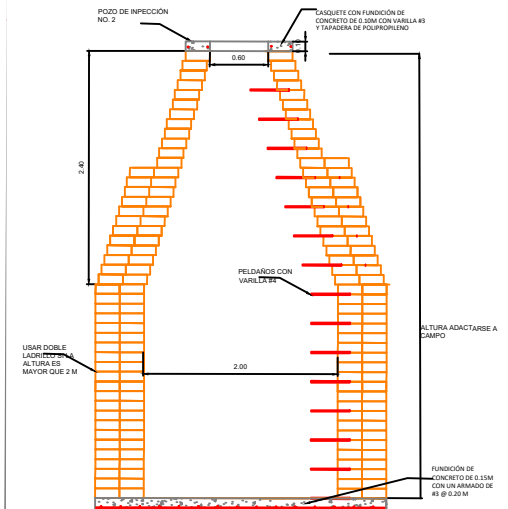 POZO DE INPECCIÓN
NO. 2
CASQUETE CON FUNDICIÓN DE
CONCRETO DE 0.10M CON VARILLA #3
Y TAPADERA DE POLIPROPILENO
0.60
2.40
PELDAÑOS CON
VARILLA #4
ALTURA ADACTARSE A
CAMPO
USAR DOBLE
LADRILLO SI LA
ALTURA ES
MAYOR QUE 2 M
2.00
FUNDICIÓN DE
CONCRETO DE 0.15M
CON UN ARMADO DE
#3 @ 0.20 M